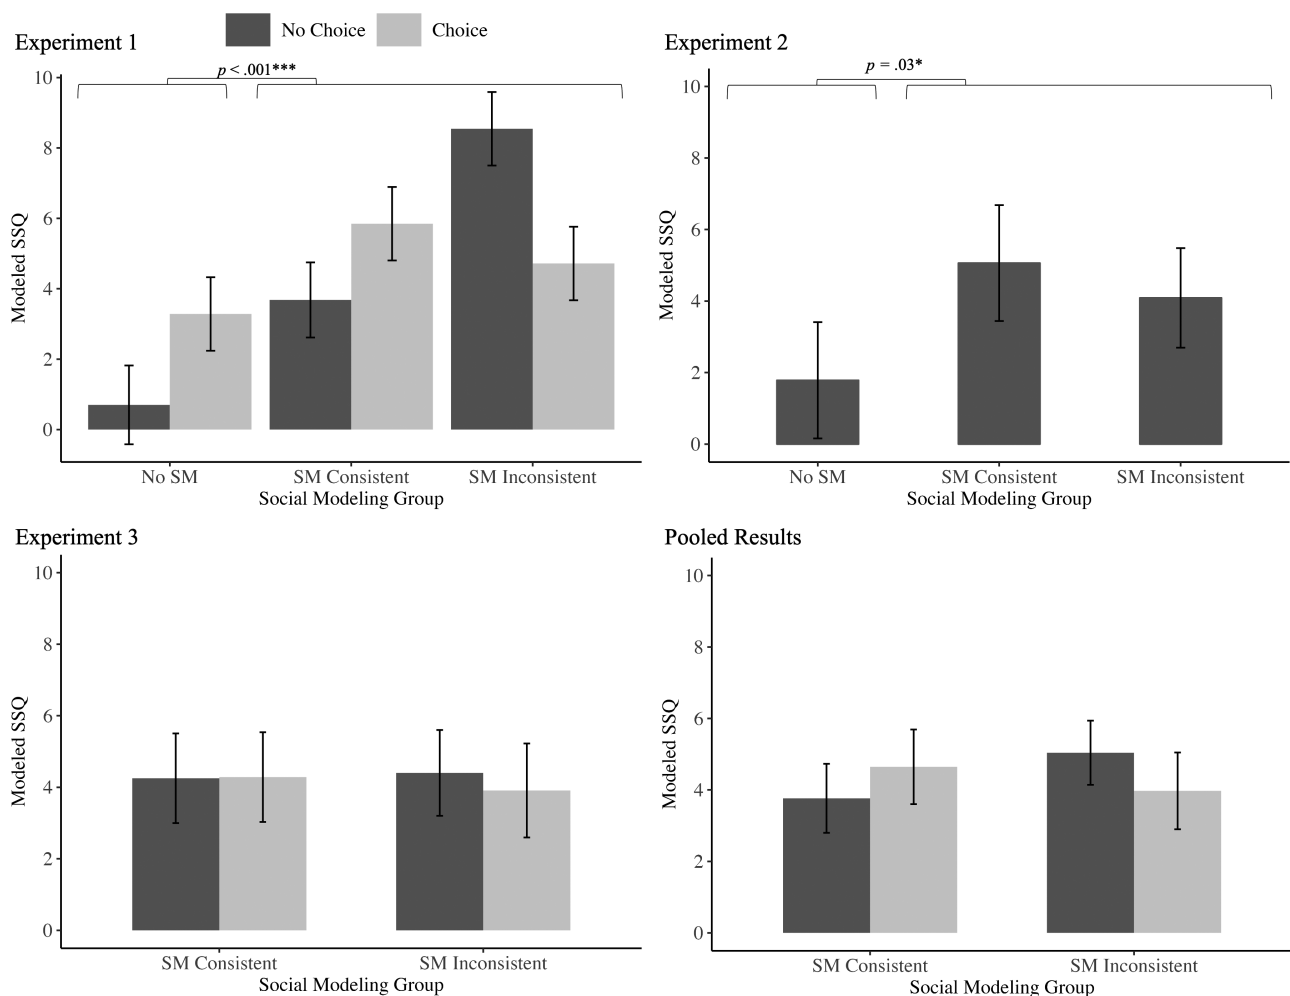 No Choice
Choice
Experiment 1
p < .001***
10
8
6
4
2
0
Modeled SSQ
No SM
SM Consistent
SM Inconsistent
Social Modeling Group
Experiment 2
p = .03*
10
8
6
4
2
0
Modeled SSQ
No SM
SM Consistent
SM Inconsistent
Social Modeling Group
Experiment 3
10
8
6
4
2
0
Modeled SSQ
SM Consistent
SM Inconsistent
Social Modeling Group
Pooled Results
10
8
6
4
2
0
Modeled SSQ
SM Consistent
SM Inconsistent
Social Modeling Group